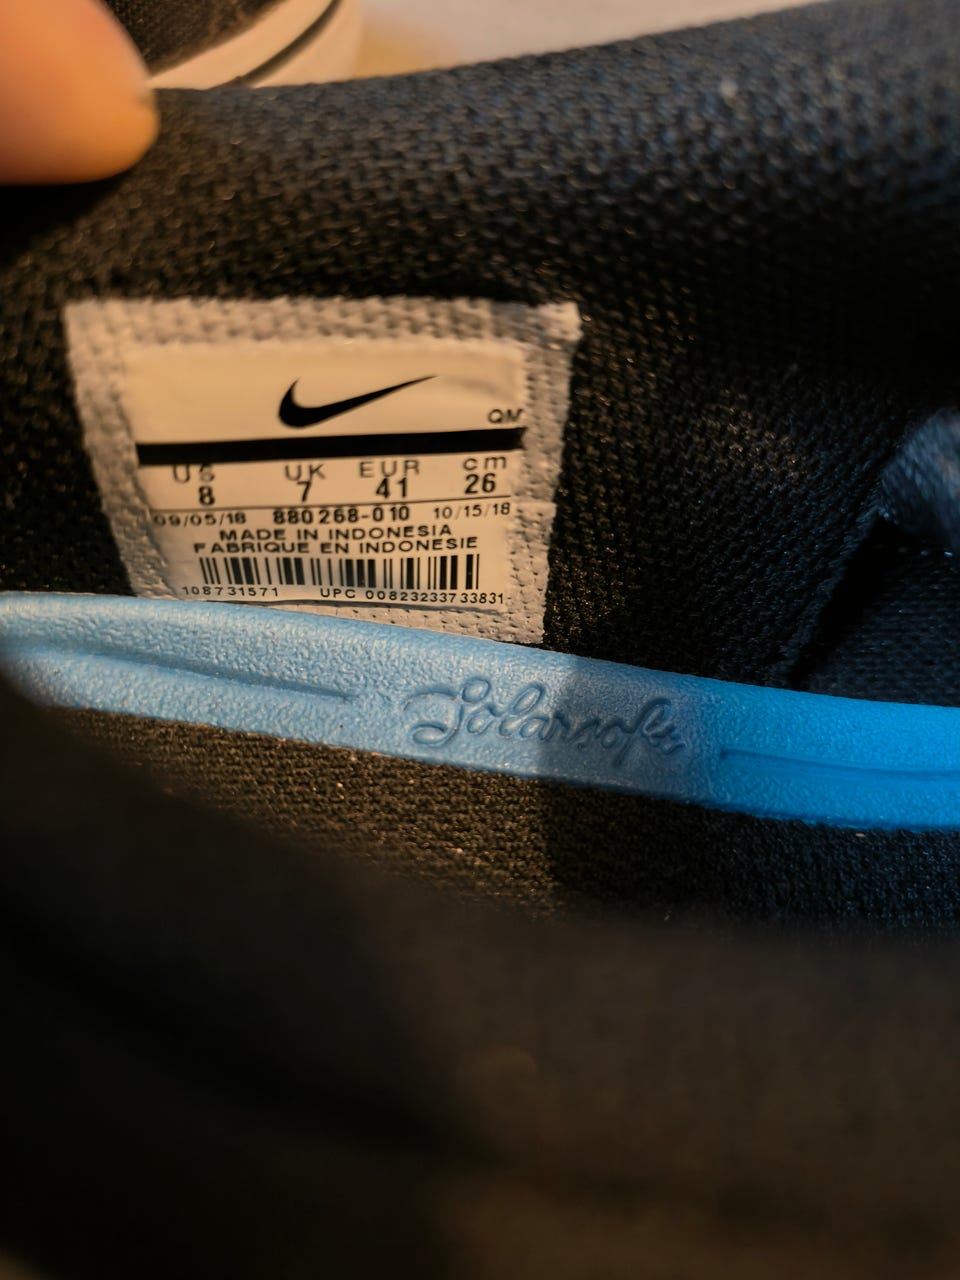 QM
US UK EUR cm
8 7 41 26
09/05/18 880268-010 10/15/18
MADE IN INDONESIA
FABRIQUE EN INDONESIE
108731571 UPC 00823233733831
Solarsoft